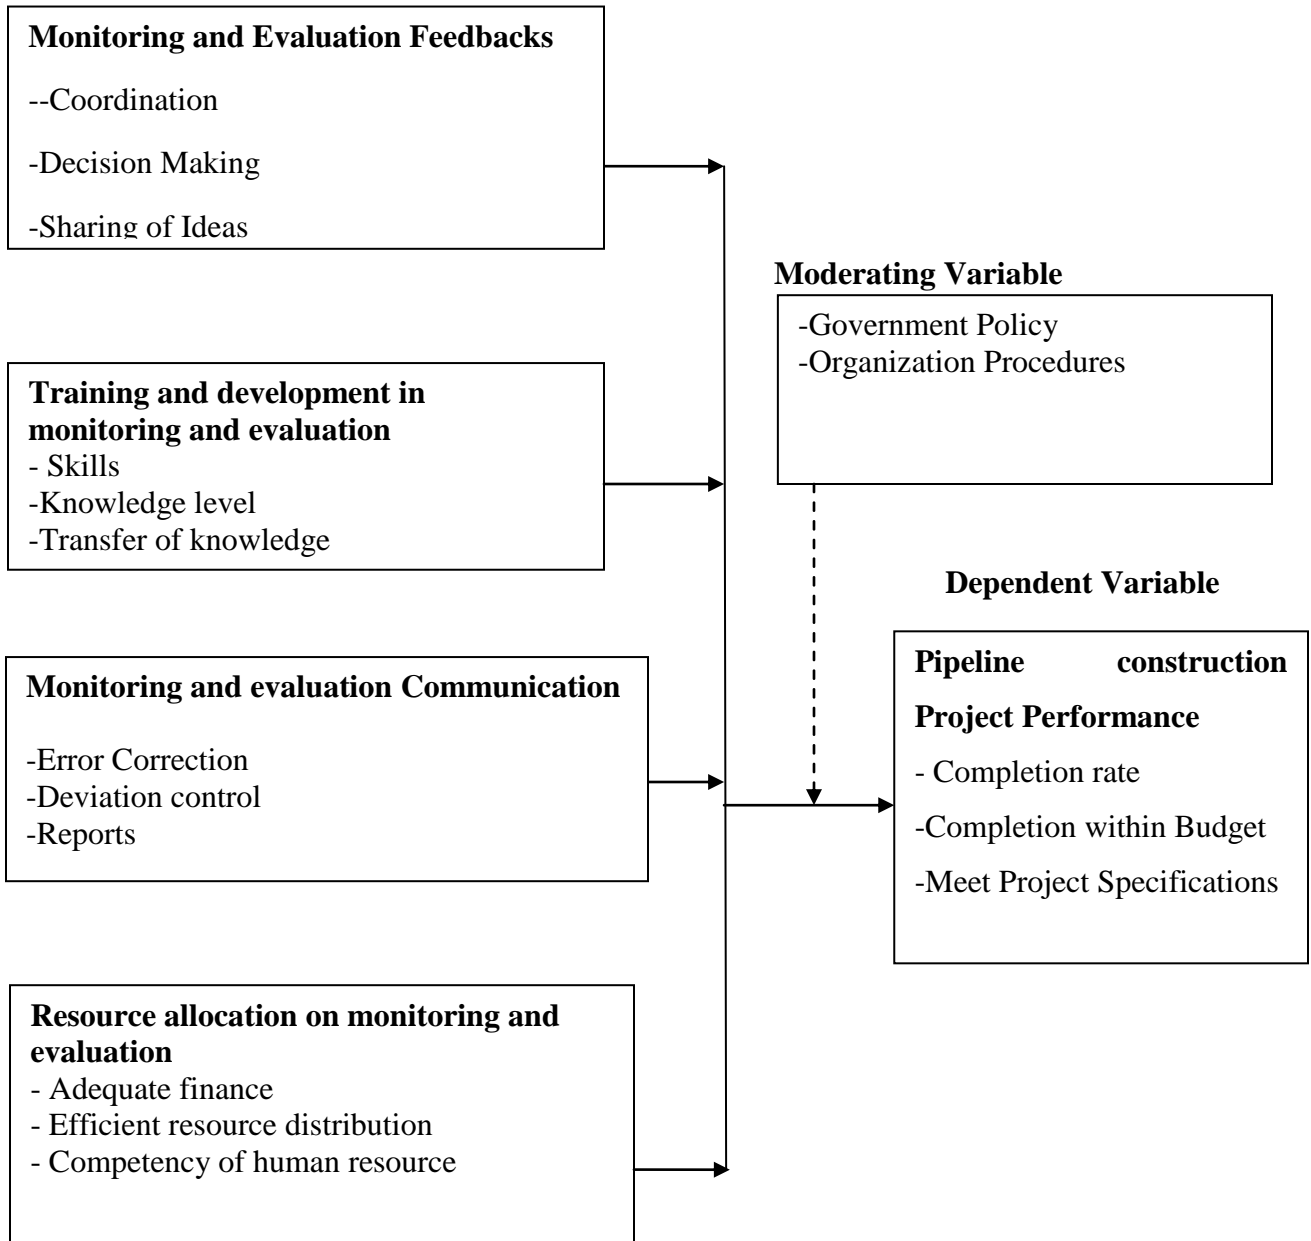 Monitoring and Evaluation Feedbacks
--Coordination
-Decision Making
-Sharing of Ideas
Training and development in
monitoring and evaluation
- Skills
-Knowledge level
-Transfer of knowledge
Monitoring and evaluation Communication
-Error Correction
-Deviation control
-Reports
Resource allocation on monitoring and
evaluation
- Adequate finance
- Efficient resource distribution
- Competency of human resource
Moderating Variable
-Government Policy
-Organization Procedures
Dependent Variable
Pipeline construction
Project Performance
- Completion rate
-Completion within Budget
-Meet Project Specifications